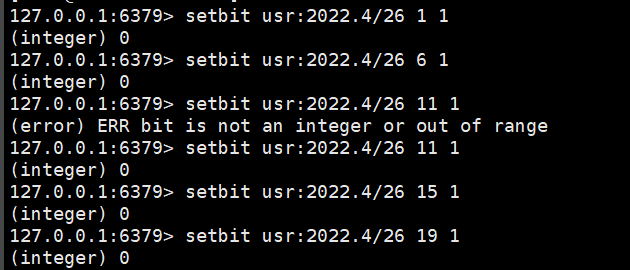 127.0.0.1:6379> setbit usr:2022.4/26 1 1
(integer) 0
127.0.0.1:6379> setbit usr:2022.4/26 6 1
(integer) 0
127.0.0.1:6379> setbit usr:2022.4/26 11 1
(error) ERR bit is not an integer or out of range
127.0.0.1:6379> setbit usr:2022.4/26 11 1
(integer) 0
127.0.0.1:6379> setbit usr:2022.4/26 15 1
(integer) 0
127.0.0.1:6379> setbit usr:2022.4/26 19 1
(integer) 0